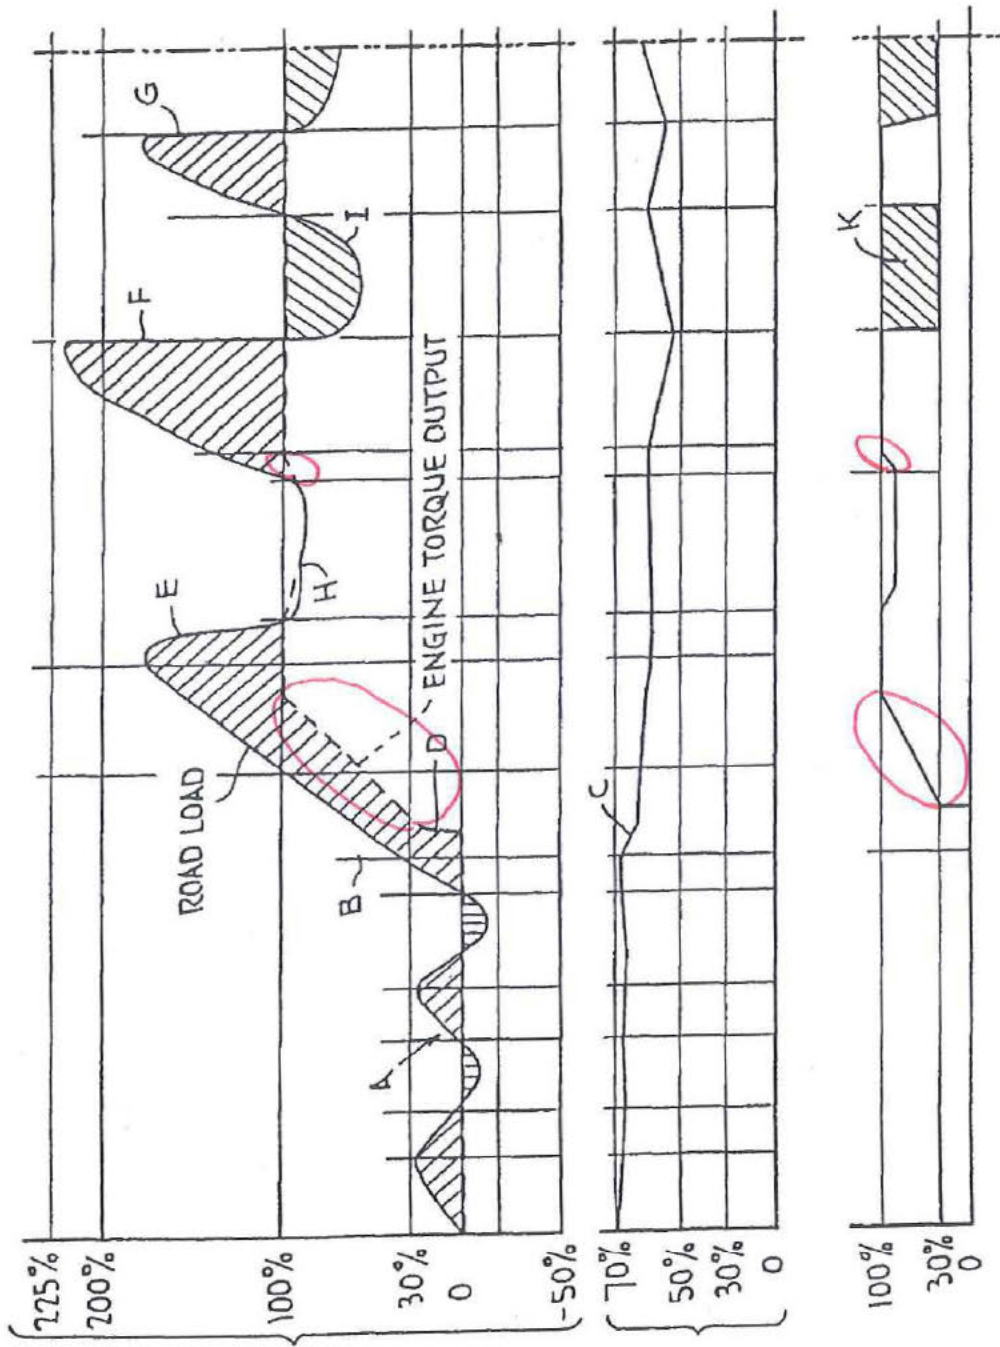 225%
200%
100%
30%
0
-50%
A
B
ROAD LOAD
D
E
ENGINE TORQUE OUTPUT
H
F
I
G
70%
50%
30%
0
C
100%
30%
0
K